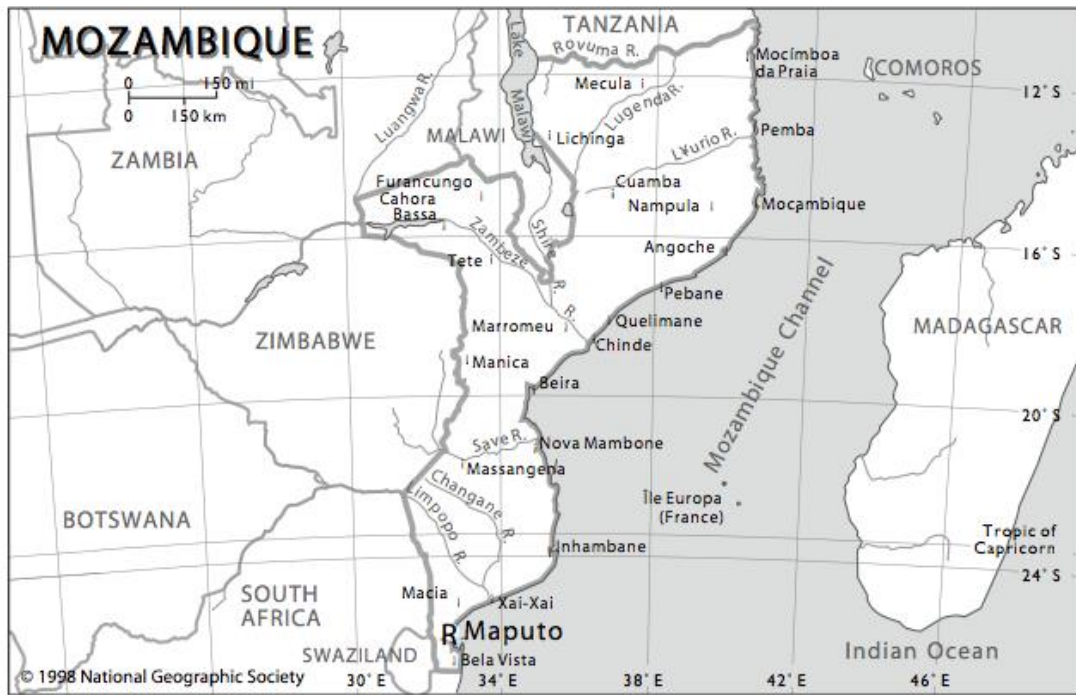 MOZAMBIQUE
0 150 mi
0 150 km
TANZANIA
Rovuma R.
Lake Malawi
Mocímboa
da Praia
COMOROS
12° S
Mecula
Lugenda R.
Luangwa R.
MALAWI
Lichinga
Pemba
L¥urio R.
ZAMBIA
Furancungo
Cahora
Bassa
Cuamba
Nampula
Moçambique
Zambeze R.
Shire R.
Angoche
16° S
Tete
Pebane
Quelimane
Marromeu
Chinde
ZIMBABWE
Manica
MADAGASCAR
Mozambique Channel
Beira
20° S
Save R.
Nova Mambone
Massangena
Changane R.
Limpopo R.
Île Europa
(France)
BOTSWANA
Tropic of
Capricorn
Inhambane
24° S
SOUTH
AFRICA
Macia
Xai-Xai
R Maputo
SWAZILAND
Bela Vista
Indian Ocean
© 1998 National Geographic Society
30° E 34° E 38° E 42° E 46° E